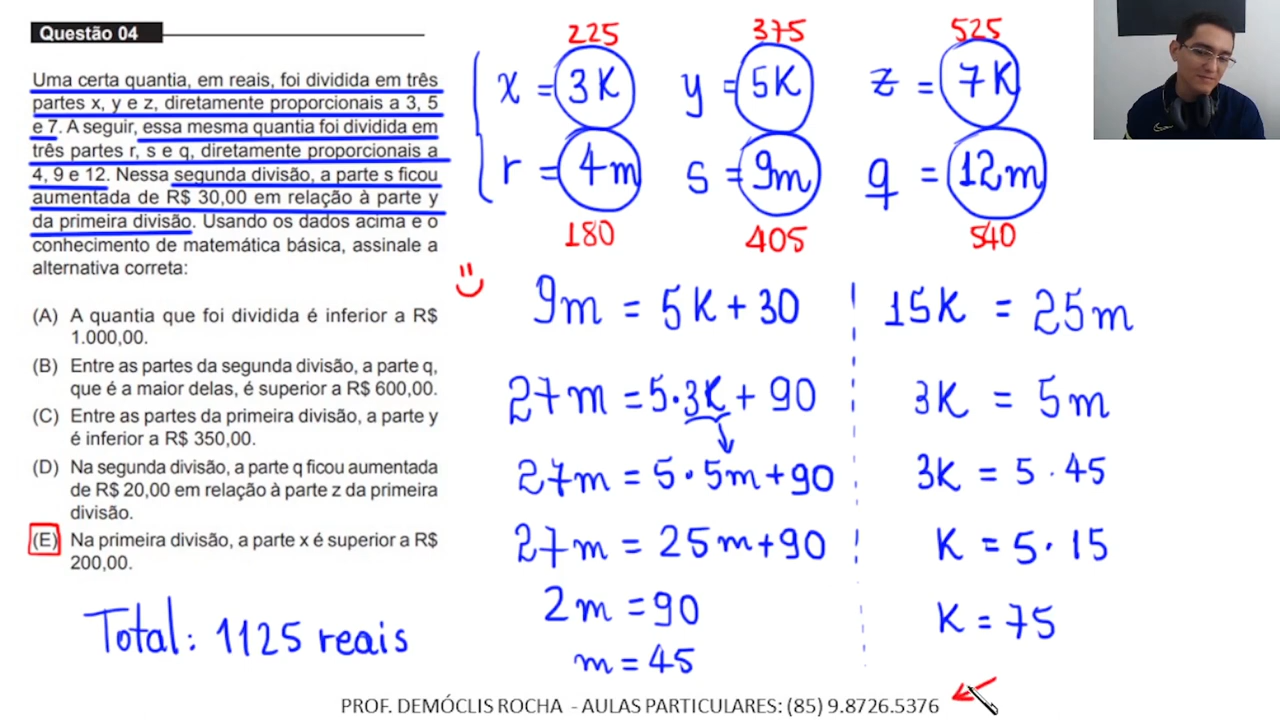 Questão 04
Uma certa quantia, em reais, foi dividida em três
partes x, y e z, diretamente proporcionais a 3, 5
e 7. A seguir, essa mesma quantia foi dividida em
três partes r, s e q, diretamente proporcionais a
4, 9 e 12. Nessa segunda divisão, a parte s ficou
aumentada de R$ 30,00 em relação à parte y
da primeira divisão. Usando os dados acima e o
conhecimento de matemática básica, assinale a
alternativa correta:
(A) A quantia que foi dividida é inferior a R$
1.000,00.
(B) Entre as partes da segunda divisão, a parte q,
que é a maior delas, é superior a R$ 600,00.
(C) Entre as partes da primeira divisão, a parte y
é inferior a R$ 350,00.
(D) Na segunda divisão, a parte q ficou aumentada
de R$ 20,00 em relação à parte z da primeira
divisão.
(E) Na primeira divisão, a parte x é superior a R$
200,00.
Total: 1125 reais
225 375 525
x = 3K y = 5K z = 7K
r = 4m s = 9m q = 12m
180 405 540
9m = 5K + 30
27m = 5·3K + 90
27m = 5·5m + 90
27m = 25m + 90
2m = 90
m = 45
15K = 25m
3K = 5m
3K = 5·45
K = 5·15
K = 75
PROF. DEMÓCLIS ROCHA - AULAS PARTICULARES: (85) 9.8726.5376